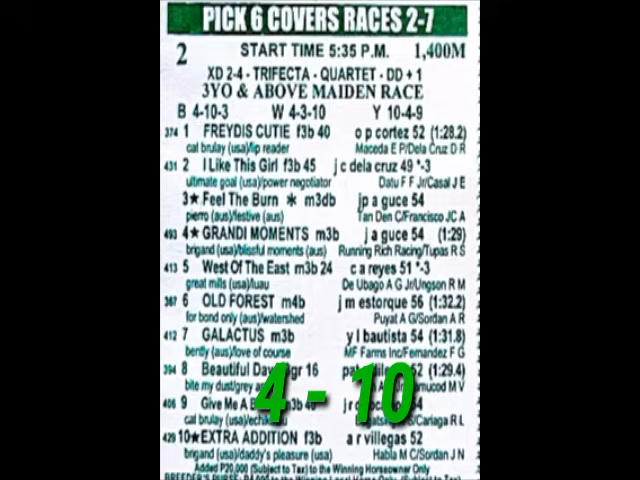 PICK 6 COVERS RACES 2-7
2 START TIME 5:35 P.M. 1,400M
XD 2-4 - TRIFECTA - QUARTET - DD + 1
3YO & ABOVE MAIDEN RACE
B 4-10-3 W 4-3-10 Y 10-4-9
374 1 FREYDIS CUTIE f3b 40 o p cortez 52 (1:28.2)
cal brulay (usa)/lip reader Maceda E P/Dela Cruz D R
431 2 I Like This Girl f3b 45 j c dela cruz 49 *-3
ultimate goal (usa)/power negotiator Datu F F Jr/Casal J E
3★ Feel The Burn * m3db jp a guce 54
pierro (aus)/festive (aus) Tan Den C/Francisco JC A
493 4★ GRANDI MOMENTS m3b j a guce 54 (1:29)
brigand (usa)/blissful moments (aus) Running Rich Racing/Tupas R S
413 5 West Of The East m3b 24 c a reyes 51 *-3
great mills (usa)/luau De Ubago A G Jr/Ungson R M
367 6 OLD FOREST m4b j m estorque 56 (1:32.2)
for bond only (aus)/watershed Puyat A G/Sordan A R
412 7 GALACTUS m3b y l bautista 54 (1:31.8)
bently (aus)/love of course MF Farms Inc/Fernandez F G
394 8 Beautiful gr 16 52 (1:29.4)
bite my dust/grey M V
4 - 10
406 9 Give Me A
cal brulay (usa)/ Cariaga R L
429 10★ EXTRA ADDITION f3b a r villegas 52
brigand (usa)/daddy's pleasure (usa) Habla M C/Sordan J N
Added P20,000 (Subject to Tax) to the Winning Horseowner Only